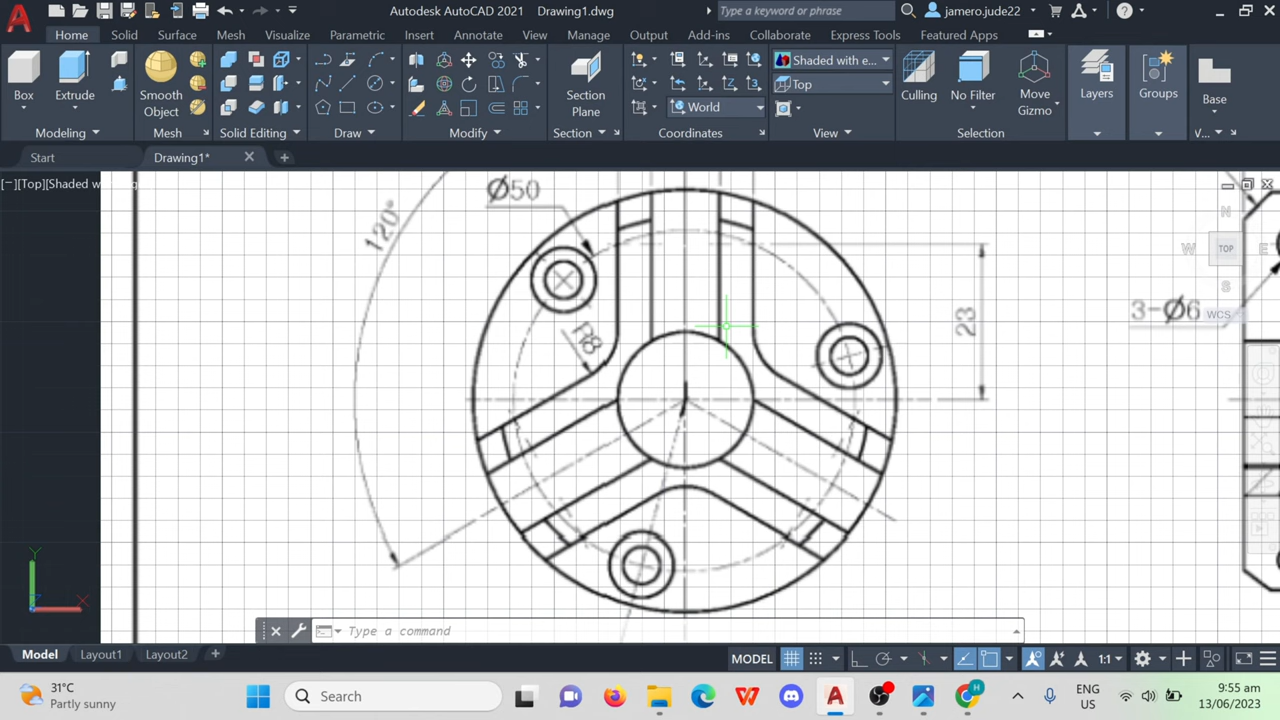 Autodesk AutoCAD 2021 Drawing1.dwg
Type a keyword or phrase
jamero.jude22
Home Solid Surface Mesh Visualize Parametric Insert Annotate View Manage Output Add-ins Collaborate Express Tools Featured Apps
Box
Extrude
Smooth
Object
Section
Plane
World
Shaded with e...
Top
Culling
No Filter
Move
Gizmo
Layers
Groups
Base
Modeling
Mesh
Solid Editing
Draw
Modify
Section
Coordinates
View
Selection
V...
Start
Drawing1*
[−][Top][Shaded w
Ø50
120°
R8
23
3-Ø6
N
W TOP E
S
WCS
Y
X
Type a command
Model Layout1 Layout2
MODEL
1:1
31°C
Partly sunny
Search
ENG
UK
9:55 am
13/06/2023